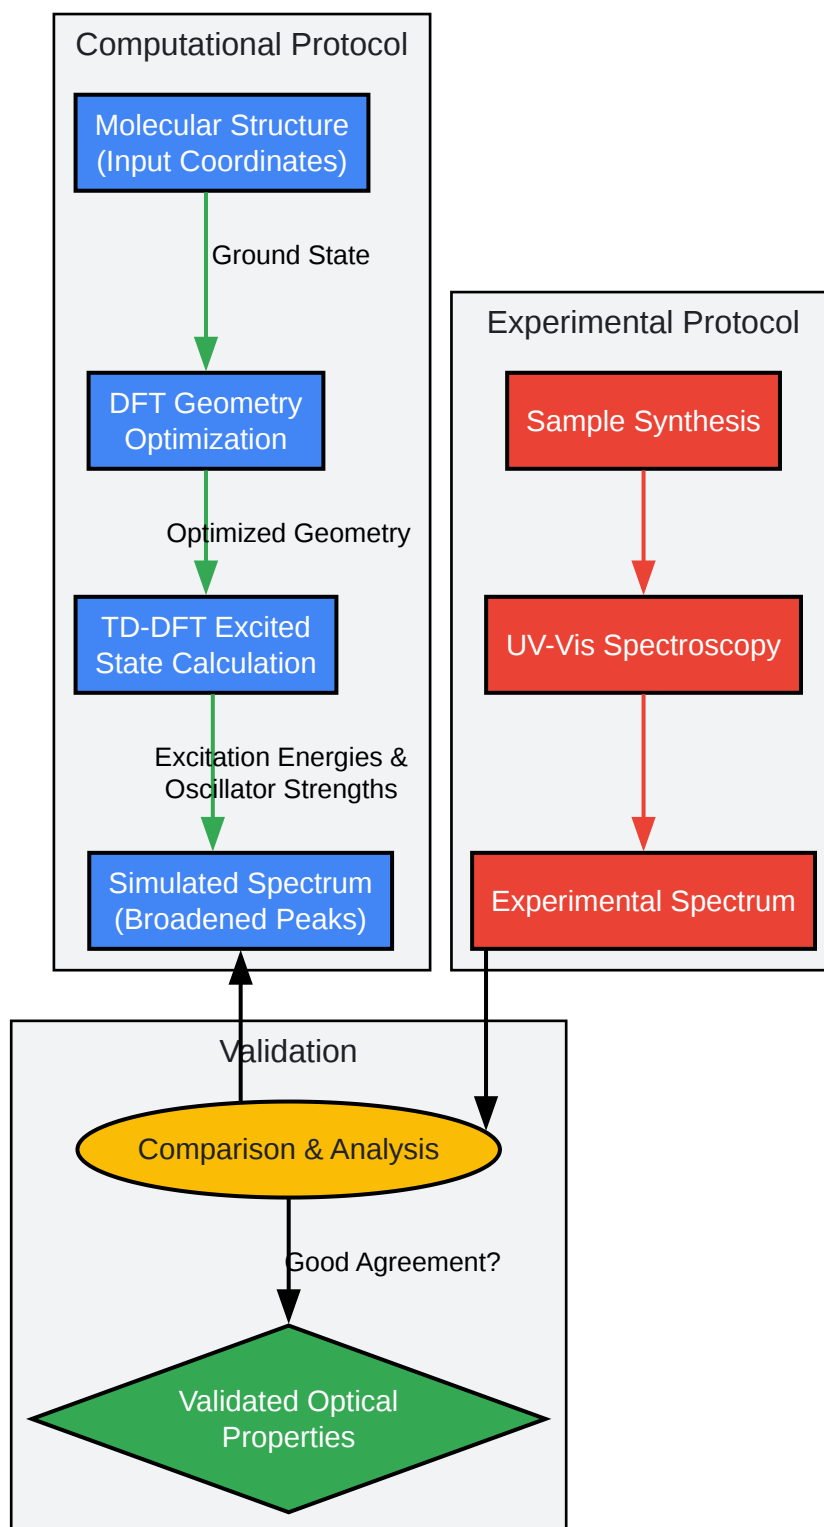 Computational Protocol
Molecular Structure
(Input Coordinates)
Ground State
DFT Geometry
Optimization
Optimized Geometry
TD-DFT Excited
State Calculation
Excitation Energies &
Oscillator Strengths
Simulated Spectrum
(Broadened Peaks)
Experimental Protocol
Sample Synthesis
UV-Vis Spectroscopy
Experimental Spectrum
Validation
Comparison & Analysis
Good Agreement?
Validated Optical
Properties